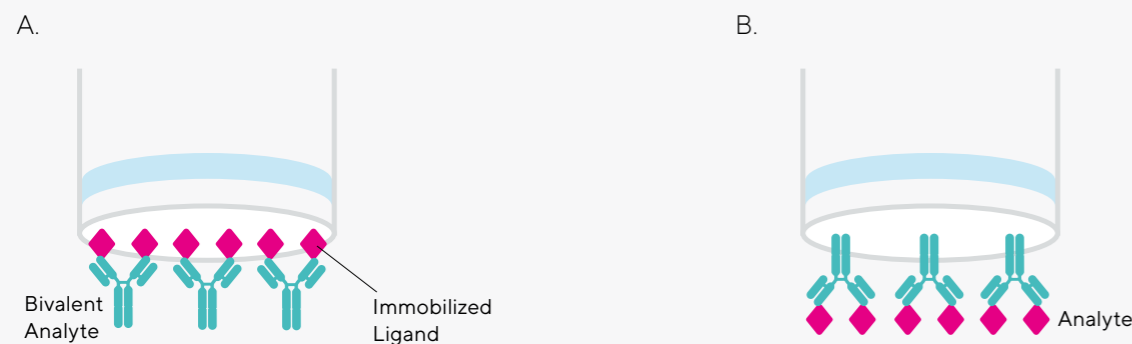 A.
B.
Bivalent
Analyte
Immobilized
Ligand
Analyte